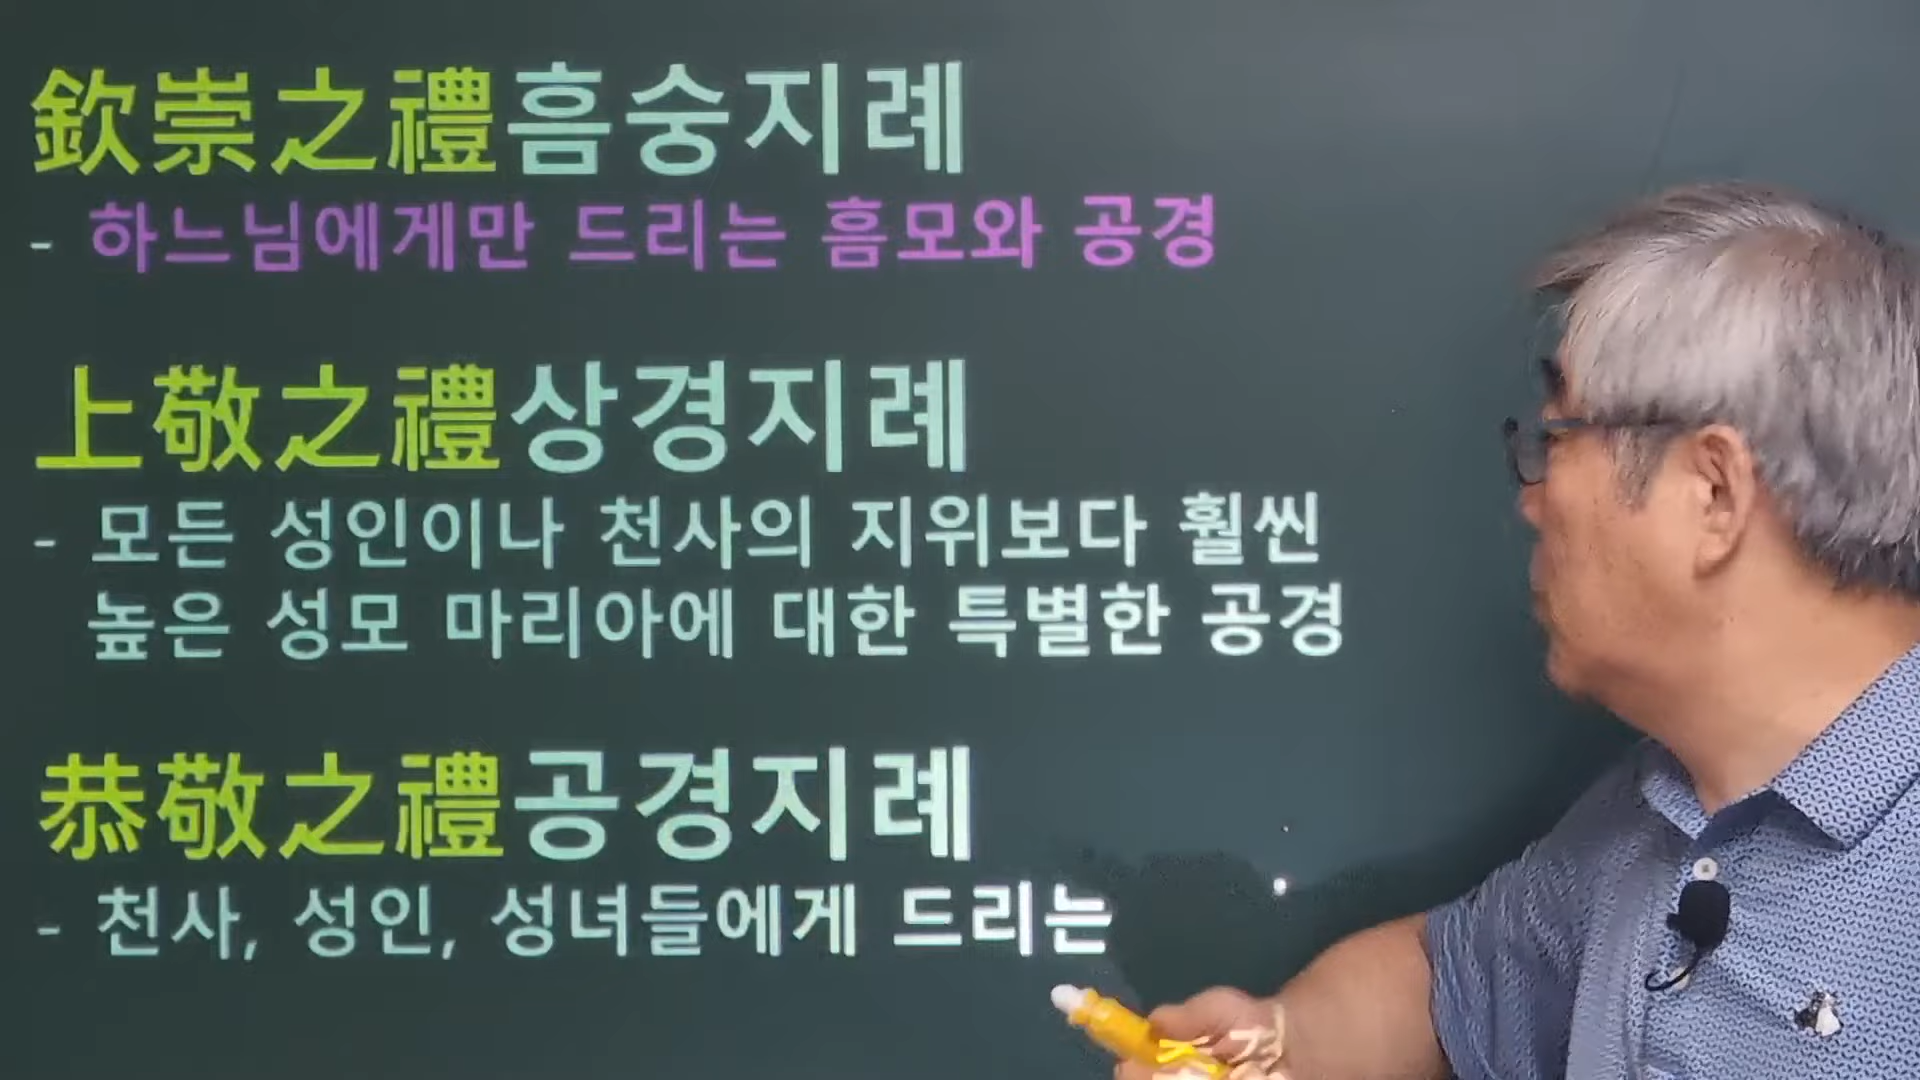 欽崇之禮흠숭지례
- 하느님에게만 드리는 흠모와 공경
上敬之禮상경지례
- 모든 성인이나 천사의 지위보다 훨씬
높은 성모 마리아에 대한 특별한 공경
恭敬之禮공경지례
- 천사, 성인, 성녀들에게 드리는